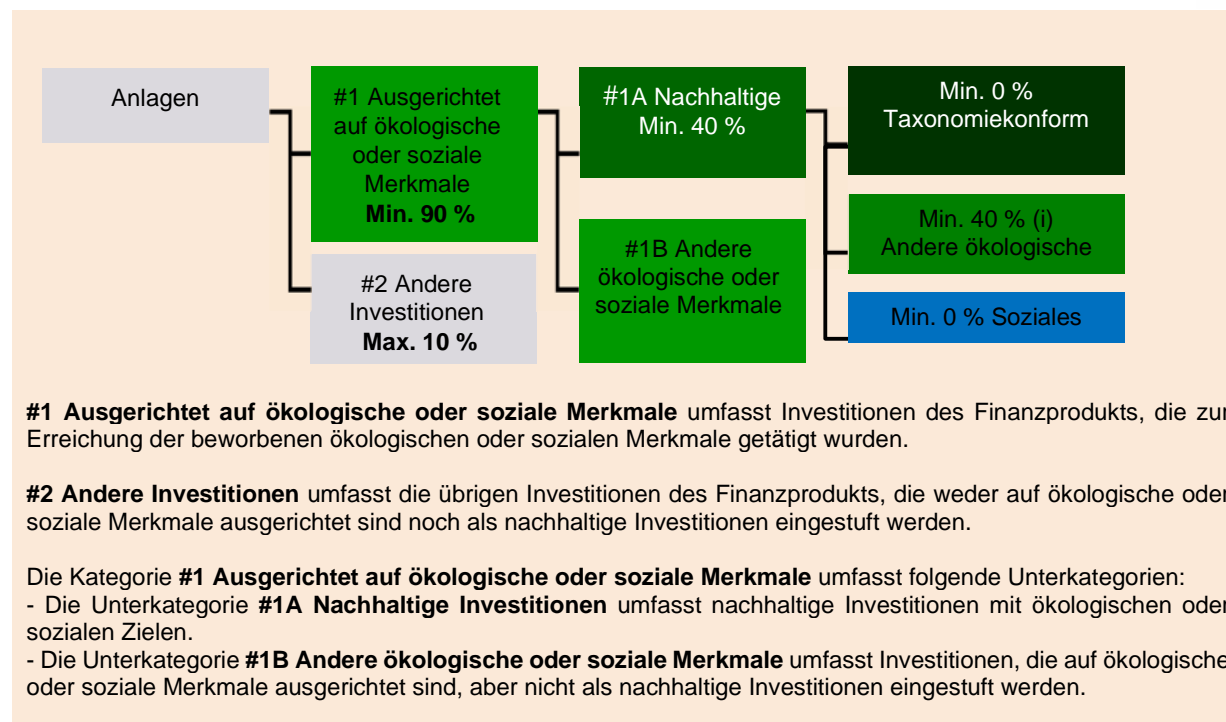 Anlagen
#1 Ausgerichtet
auf ökologische
oder soziale
Merkmale
Min. 90 %
#2 Andere
Investitionen
Max. 10 %
#1A Nachhaltige
Min. 40 %
#1B Andere
ökologische oder
soziale Merkmale
Min. 0 %
Taxonomiekonform
Min. 40 % (i)
Andere ökologische
Min. 0 % Soziales
#1 Ausgerichtet auf ökologische oder soziale Merkmale umfasst Investitionen des Finanzprodukts, die zur
Erreichung der beworbenen ökologischen oder sozialen Merkmale getätigt wurden.
#2 Andere Investitionen umfasst die übrigen Investitionen des Finanzprodukts, die weder auf ökologische oder
soziale Merkmale ausgerichtet sind noch als nachhaltige Investitionen eingestuft werden.
Die Kategorie #1 Ausgerichtet auf ökologische oder soziale Merkmale umfasst folgende Unterkategorien:
- Die Unterkategorie #1A Nachhaltige Investitionen umfasst nachhaltige Investitionen mit ökologischen oder
sozialen Zielen.
- Die Unterkategorie #1B Andere ökologische oder soziale Merkmale umfasst Investitionen, die auf ökologische
oder soziale Merkmale ausgerichtet sind, aber nicht als nachhaltige Investitionen eingestuft werden.